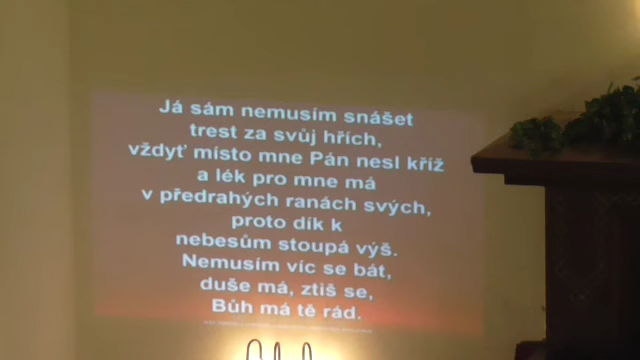 Já sám nemusím snášet
trest za svůj hřích,
vždyť místo mne Pán nesl kříž
a lék pro mne má
v předrahých ranách svých,
proto dík k
nebesům stoupá výš.
Nemusím víc se bát,
duše má, ztiš se,
Bůh má tě rád.